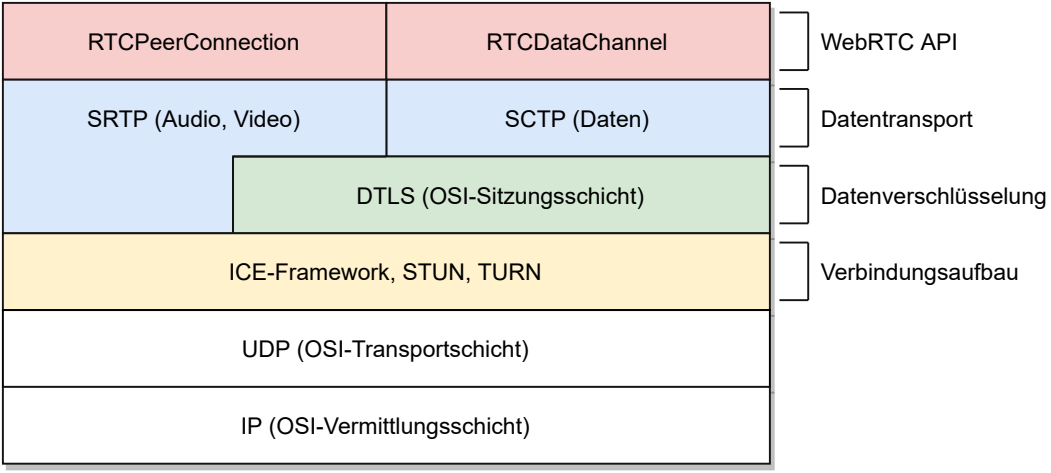 RTCPeerConnection
RTCDataChannel
WebRTC API
SRTP (Audio, Video)
SCTP (Daten)
Datentransport
DTLS (OSI-Sitzungsschicht)
Datenverschlüsselung
ICE-Framework, STUN, TURN
Verbindungsaufbau
UDP (OSI-Transportschicht)
IP (OSI-Vermittlungsschicht)